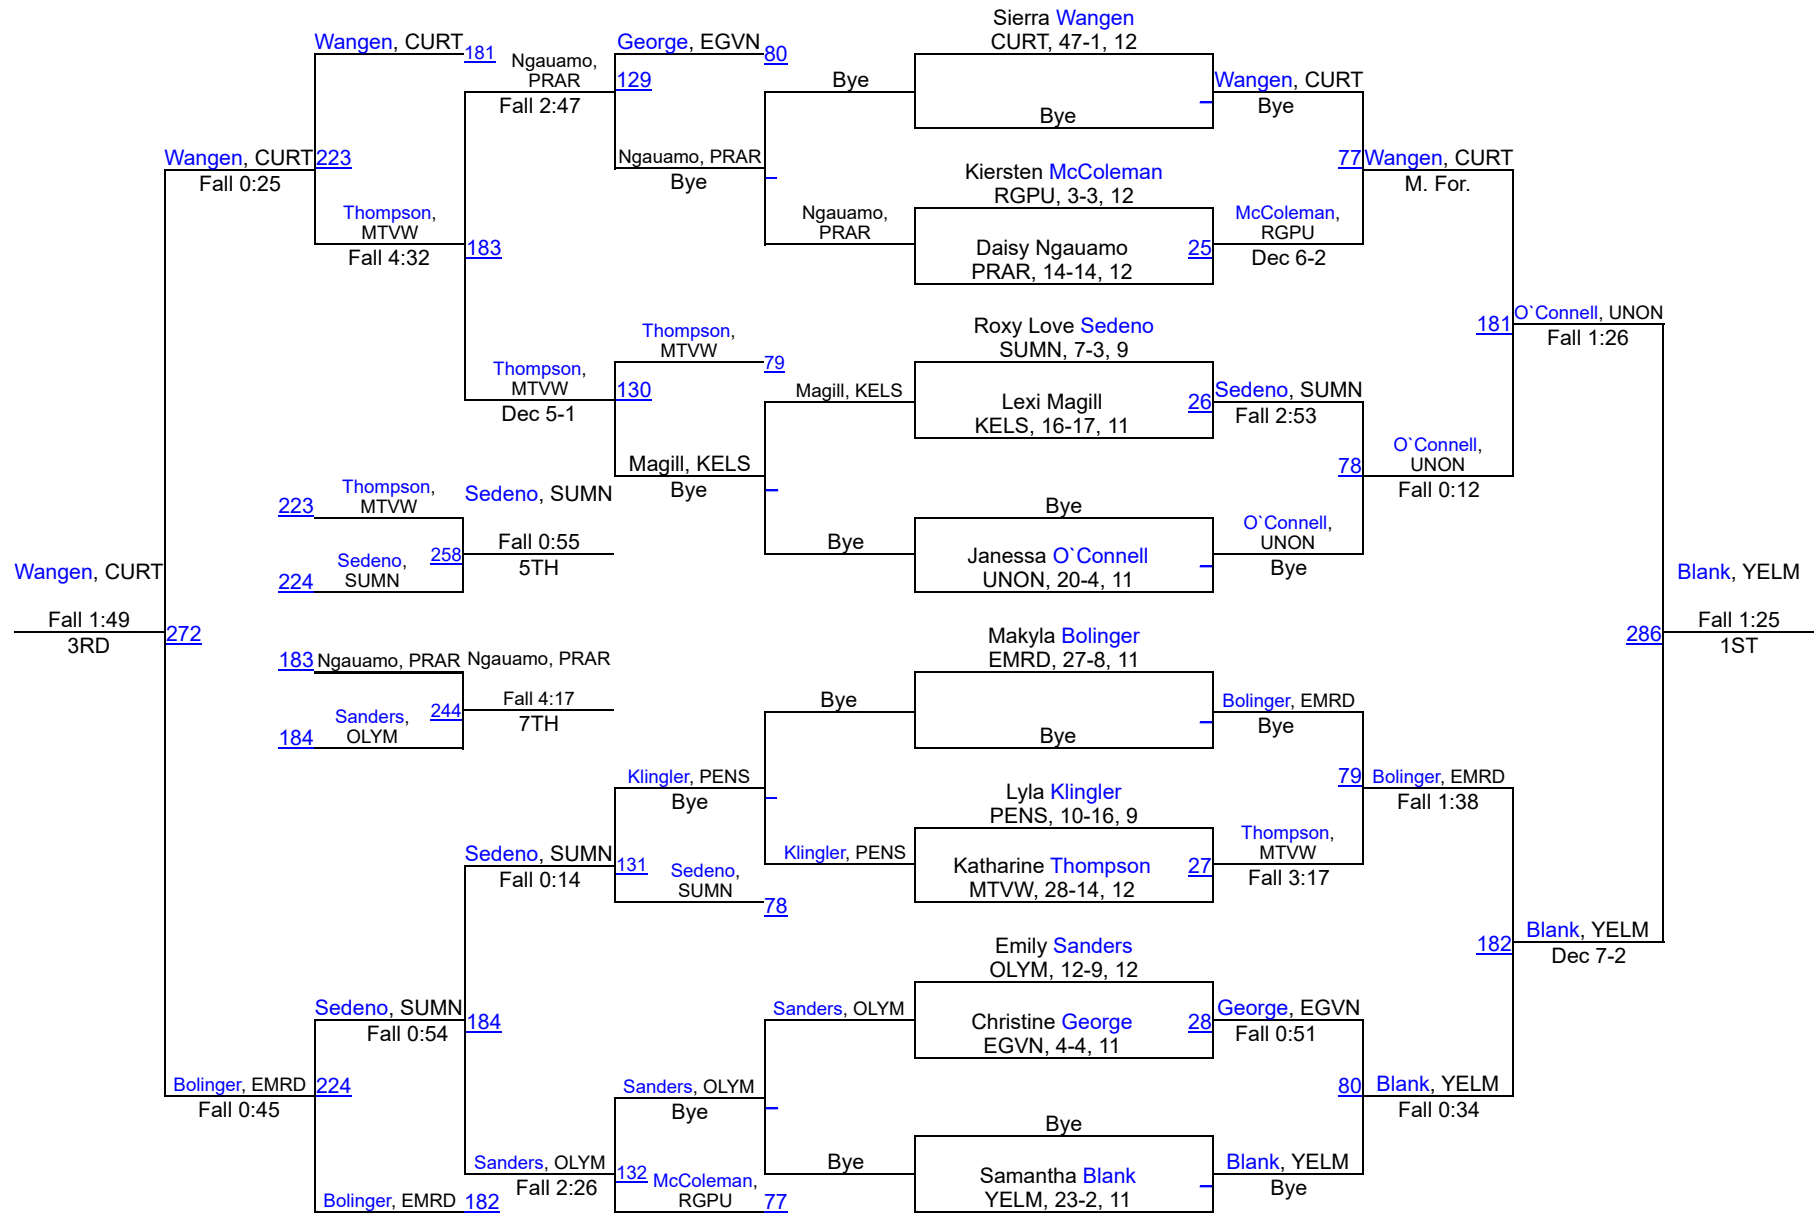 Sierra Wangen
CURT, 47-1, 12
Wangen, CURT
181
Ngauamo,
PRAR
Fall 2:47
George, EGVN
80
129
Bye
Bye
Wangen, CURT
Bye
Wangen, CURT
223
Fall 0:25
Ngauamo, PRAR
Bye
Kiersten McColeman
RGPU, 3-3, 12
77
Wangen, CURT
M. For.
Thompson,
MTVW
Fall 4:32
183
Ngauamo,
PRAR
Daisy Ngauamo
PRAR, 14-14, 12
25
McColeman,
RGPU
Dec 6-2
Thompson,
MTVW
79
Roxy Love Sedeno
SUMN, 7-3, 9
181
O`Connell, UNON
Fall 1:26
Thompson,
MTVW
Dec 5-1
130
Magill, KELS
Lexi Magill
KELS, 16-17, 11
26
Sedeno, SUMN
Fall 2:53
Magill, KELS
Bye
78
O`Connell,
UNON
Fall 0:12
223
Thompson,
MTVW
Sedeno, SUMN
Bye
Fall 0:55
5TH
258
Sedeno,
SUMN
224
Bye
Janessa O`Connell
UNON, 20-4, 11
O`Connell,
UNON
Bye
Wangen, CURT
Fall 1:49
3RD
272
Blank, YELM
286
Fall 1:25
1ST
Makyla Bolinger
EMRD, 27-8, 11
183
Ngauamo, PRAR
Ngauamo, PRAR
Fall 4:17
7TH
244
Sanders,
OLYM
184
Bye
Bye
Bolinger, EMRD
Bye
Klingler, PENS
Bye
Lyla Klingler
PENS, 10-16, 9
79
Bolinger, EMRD
Fall 1:38
Sedeno, SUMN
Fall 0:14
131
Sedeno,
SUMN
78
Klingler, PENS
Katharine Thompson
MTVW, 28-14, 12
27
Thompson,
MTVW
Fall 3:17
Emily Sanders
OLYM, 12-9, 12
182
Blank, YELM
Dec 7-2
Sedeno, SUMN
Fall 0:54
184
Sanders, OLYM
Christine George
EGVN, 4-4, 11
28
George, EGVN
Fall 0:51
Bolinger, EMRD
224
Fall 0:45
Sanders, OLYM
Bye
80
Blank, YELM
Fall 0:34
Bye
Sanders, OLYM
Fall 2:26
132
McColeman,
RGPU
77
Bye
Samantha Blank
YELM, 23-2, 11
Blank, YELM
Bye
Bolinger, EMRD
182